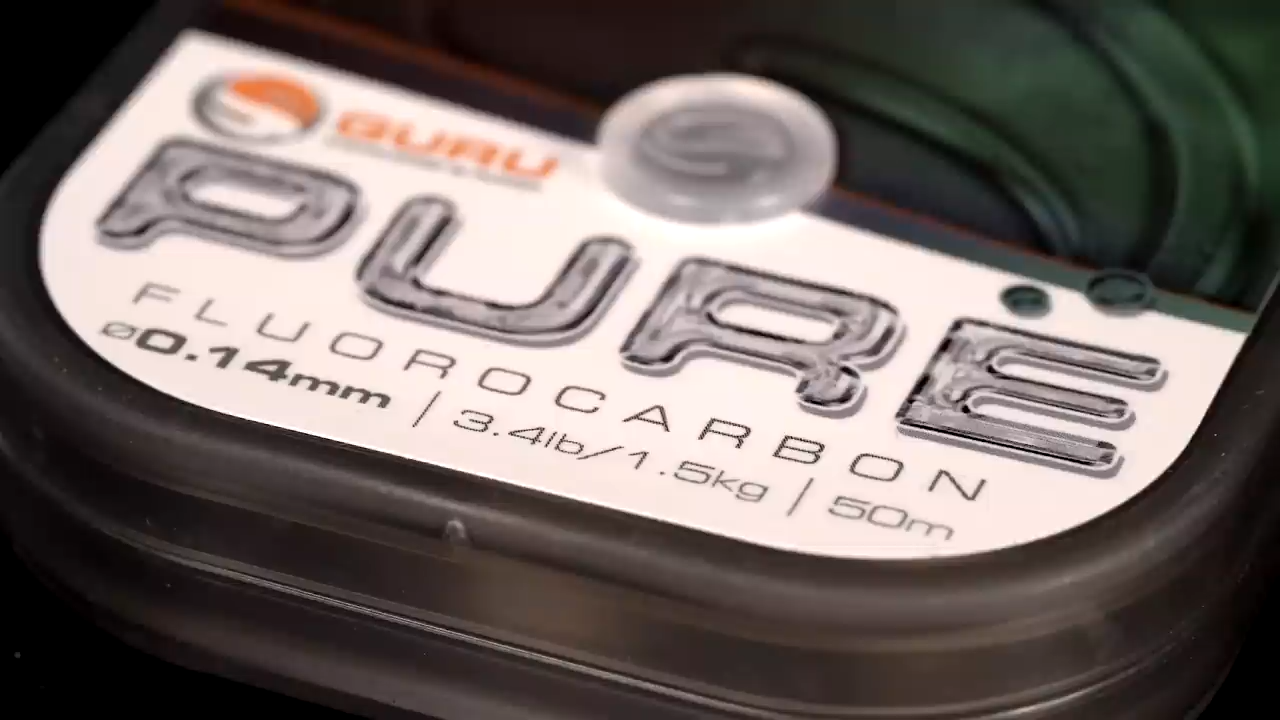 GURU
PURE
FLUOROCARBON
Ø0.14mm | 3.4lb/1.5kg | 50m